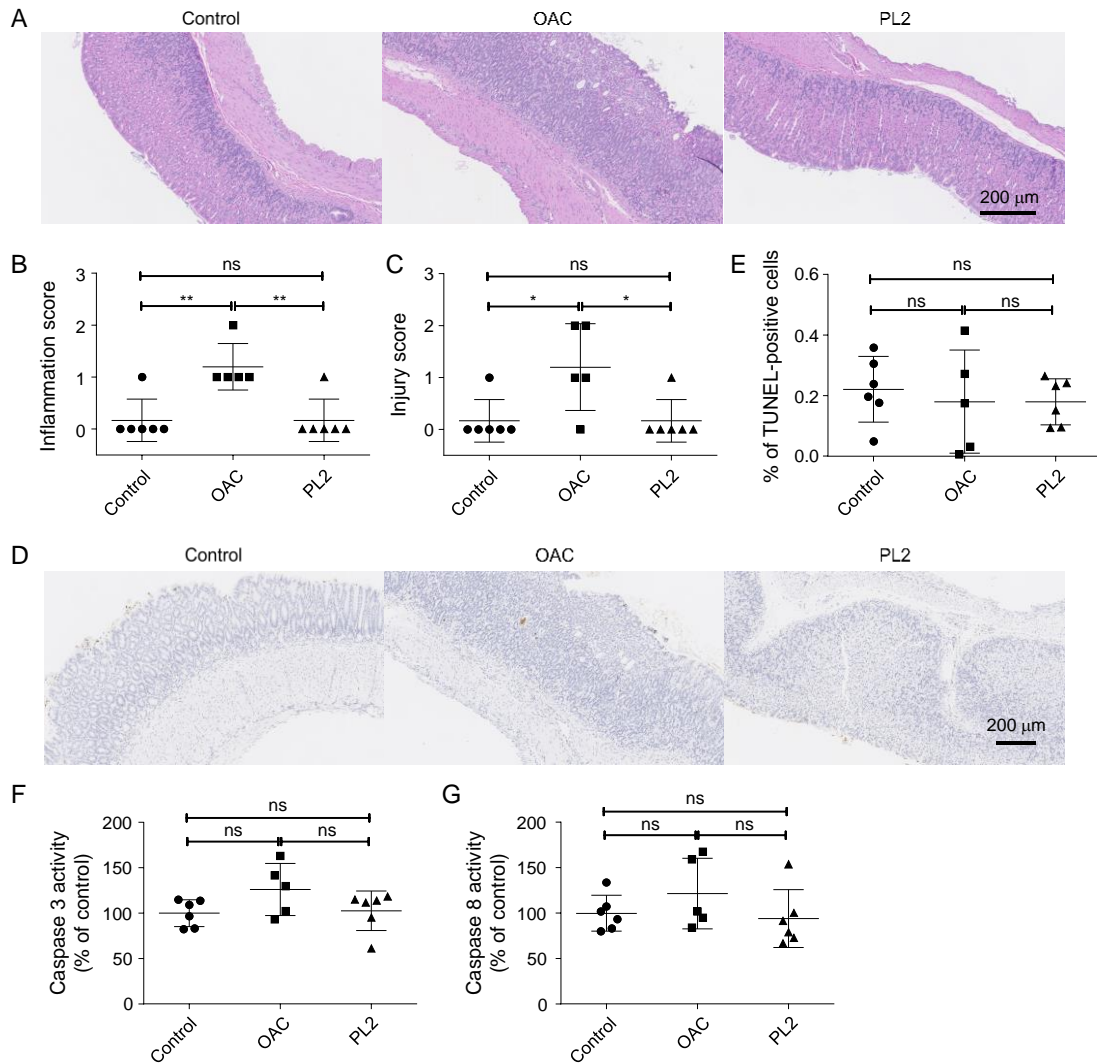 A
Control
OAC
PL2
200 µm
B
Inflammation score
3
2
1
0
ns
**
**
Control
OAC
PL2
C
Injury score
3
2
1
0
ns
*
*
Control
OAC
PL2
E
% of TUNEL-positive cells
0.6
0.4
0.2
0.0
ns
ns
ns
Control
OAC
PL2
D
Control
OAC
PL2
200 µm
F
Caspase 3 activity
(% of control)
200
150
100
50
0
ns
ns
ns
Control
OAC
PL2
G
Caspase 8 activity
(% of control)
200
150
100
50
0
ns
ns
ns
Control
OAC
PL2